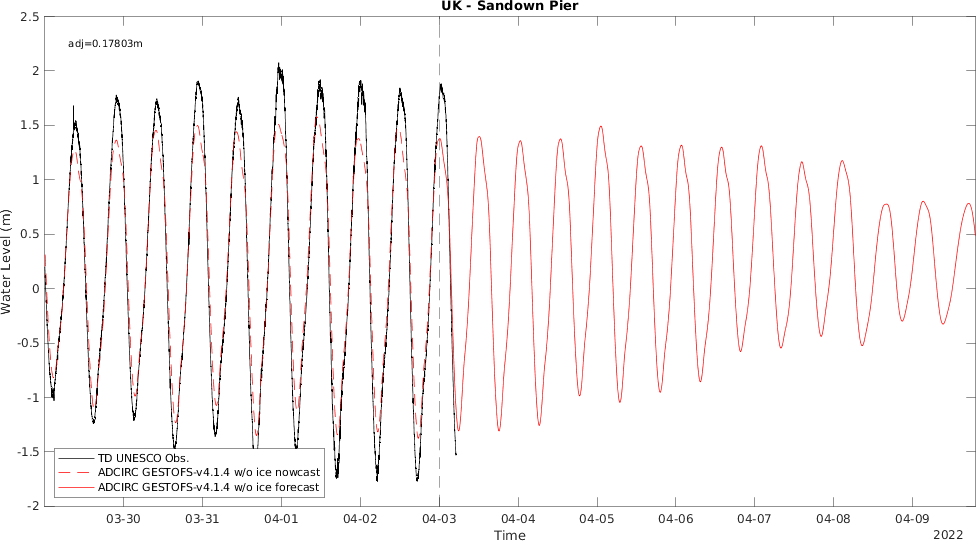 UK - Sandown Pier
adj=0.17803m
2.5
2
1.5
1
0.5
0
-0.5
-1
-1.5
-2
Water Level (m)
TD UNESCO Obs.
ADCIRC GESTOFS-v4.1.4 w/o ice nowcast
ADCIRC GESTOFS-v4.1.4 w/o ice forecast
03-30 03-31 04-01 04-02 04-03 04-04 04-05 04-06 04-07 04-08 04-09
Time
2022